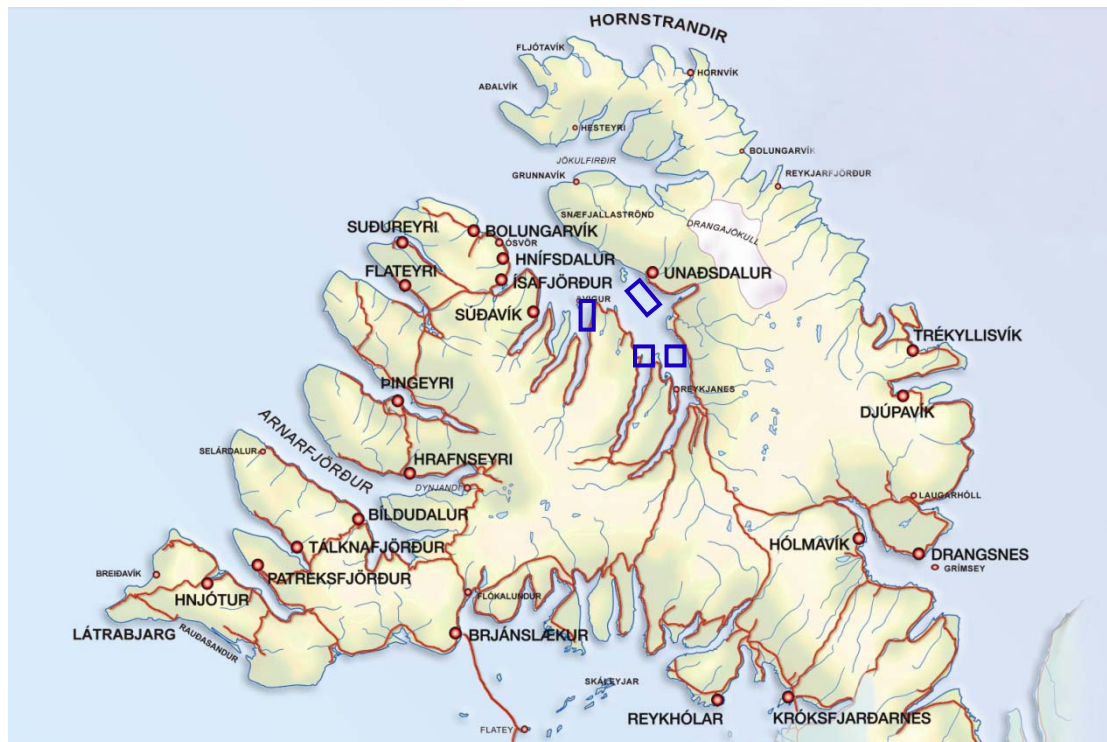 HORNSTRANDIR
FLJÓTAVÍK
HORNVÍK
AÐALVÍK
HESTEYRI
BOLUNGARVÍK
JÖKULFIRÐIR
GRUNNAVÍK
REYKJARFJÖRÐUR
SNÆFJALLASTRÖND
DRANGAJÖKULL
SUÐUREYRI
BOLUNGARVÍK
ÓSVÖR
HNÍFSDALUR
FLATEYRI
ÍSAFJÖRÐUR
UNAÐSDALUR
VIGUR
SÚÐAVÍK
TRÉKYLLISVÍK
REYKJANES
ÞINGEYRI
DJÚPAVÍK
ARNARFJÖRÐUR
SELÁRDALUR
HRAFNSEYRI
DYNJANDI
LAUGARHÓLL
BÍLDUDALUR
HÓLMAVÍK
TÁLKNAFJÖRÐUR
DRANGSNES
GRÍMSEY
PATREKSFJÖRÐUR
BREIÐAVÍK
HNJÓTUR
FLÓKALUNDUR
LÁTRABJARG
RAUÐASANDUR
BRJÁNSLÆKUR
SKÁLEYJAR
REYKHÓLAR
KRÓKSFJARÐARNES
FLATEY